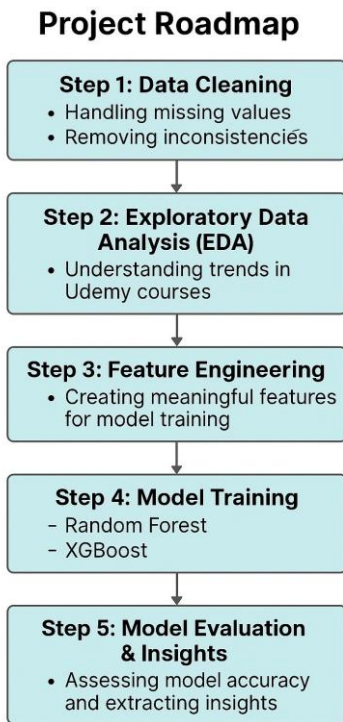 Project Roadmap
Step 1: Data Cleaning
• Handling missing values
• Removing inconsistencies
Step 2: Exploratory Data
Analysis (EDA)
• Understanding trends in
Udemy courses
Step 3: Feature Engineering
• Creating meaningful features
for model training
Step 4: Model Training
- Random Forest
- XGBoost
Step 5: Model Evaluation
& Insights
• Assessing model accuracy
and extracting insights